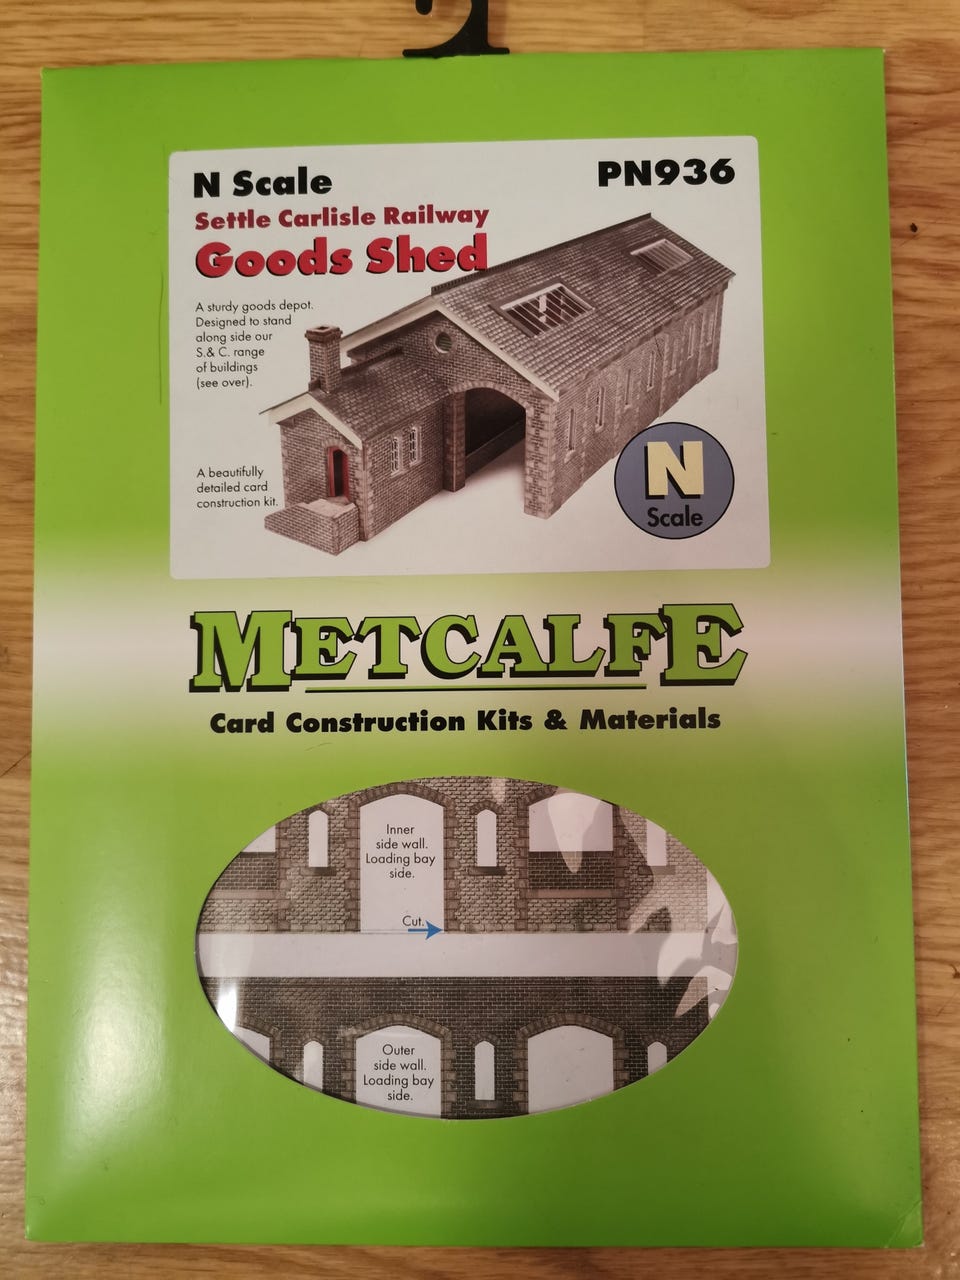 N Scale
PN936
Settle Carlisle Railway
Goods Shed
A sturdy goods depot.
Designed to stand
along side our
S.& C. range
of buildings
(see over).
A beautifully
detailed card
construction kit.
N
Scale
METCALFE
Card Construction Kits & Materials
Inner
side wall.
Loading bay
side.
Cut.
Outer
side wall.
Loading bay
side.